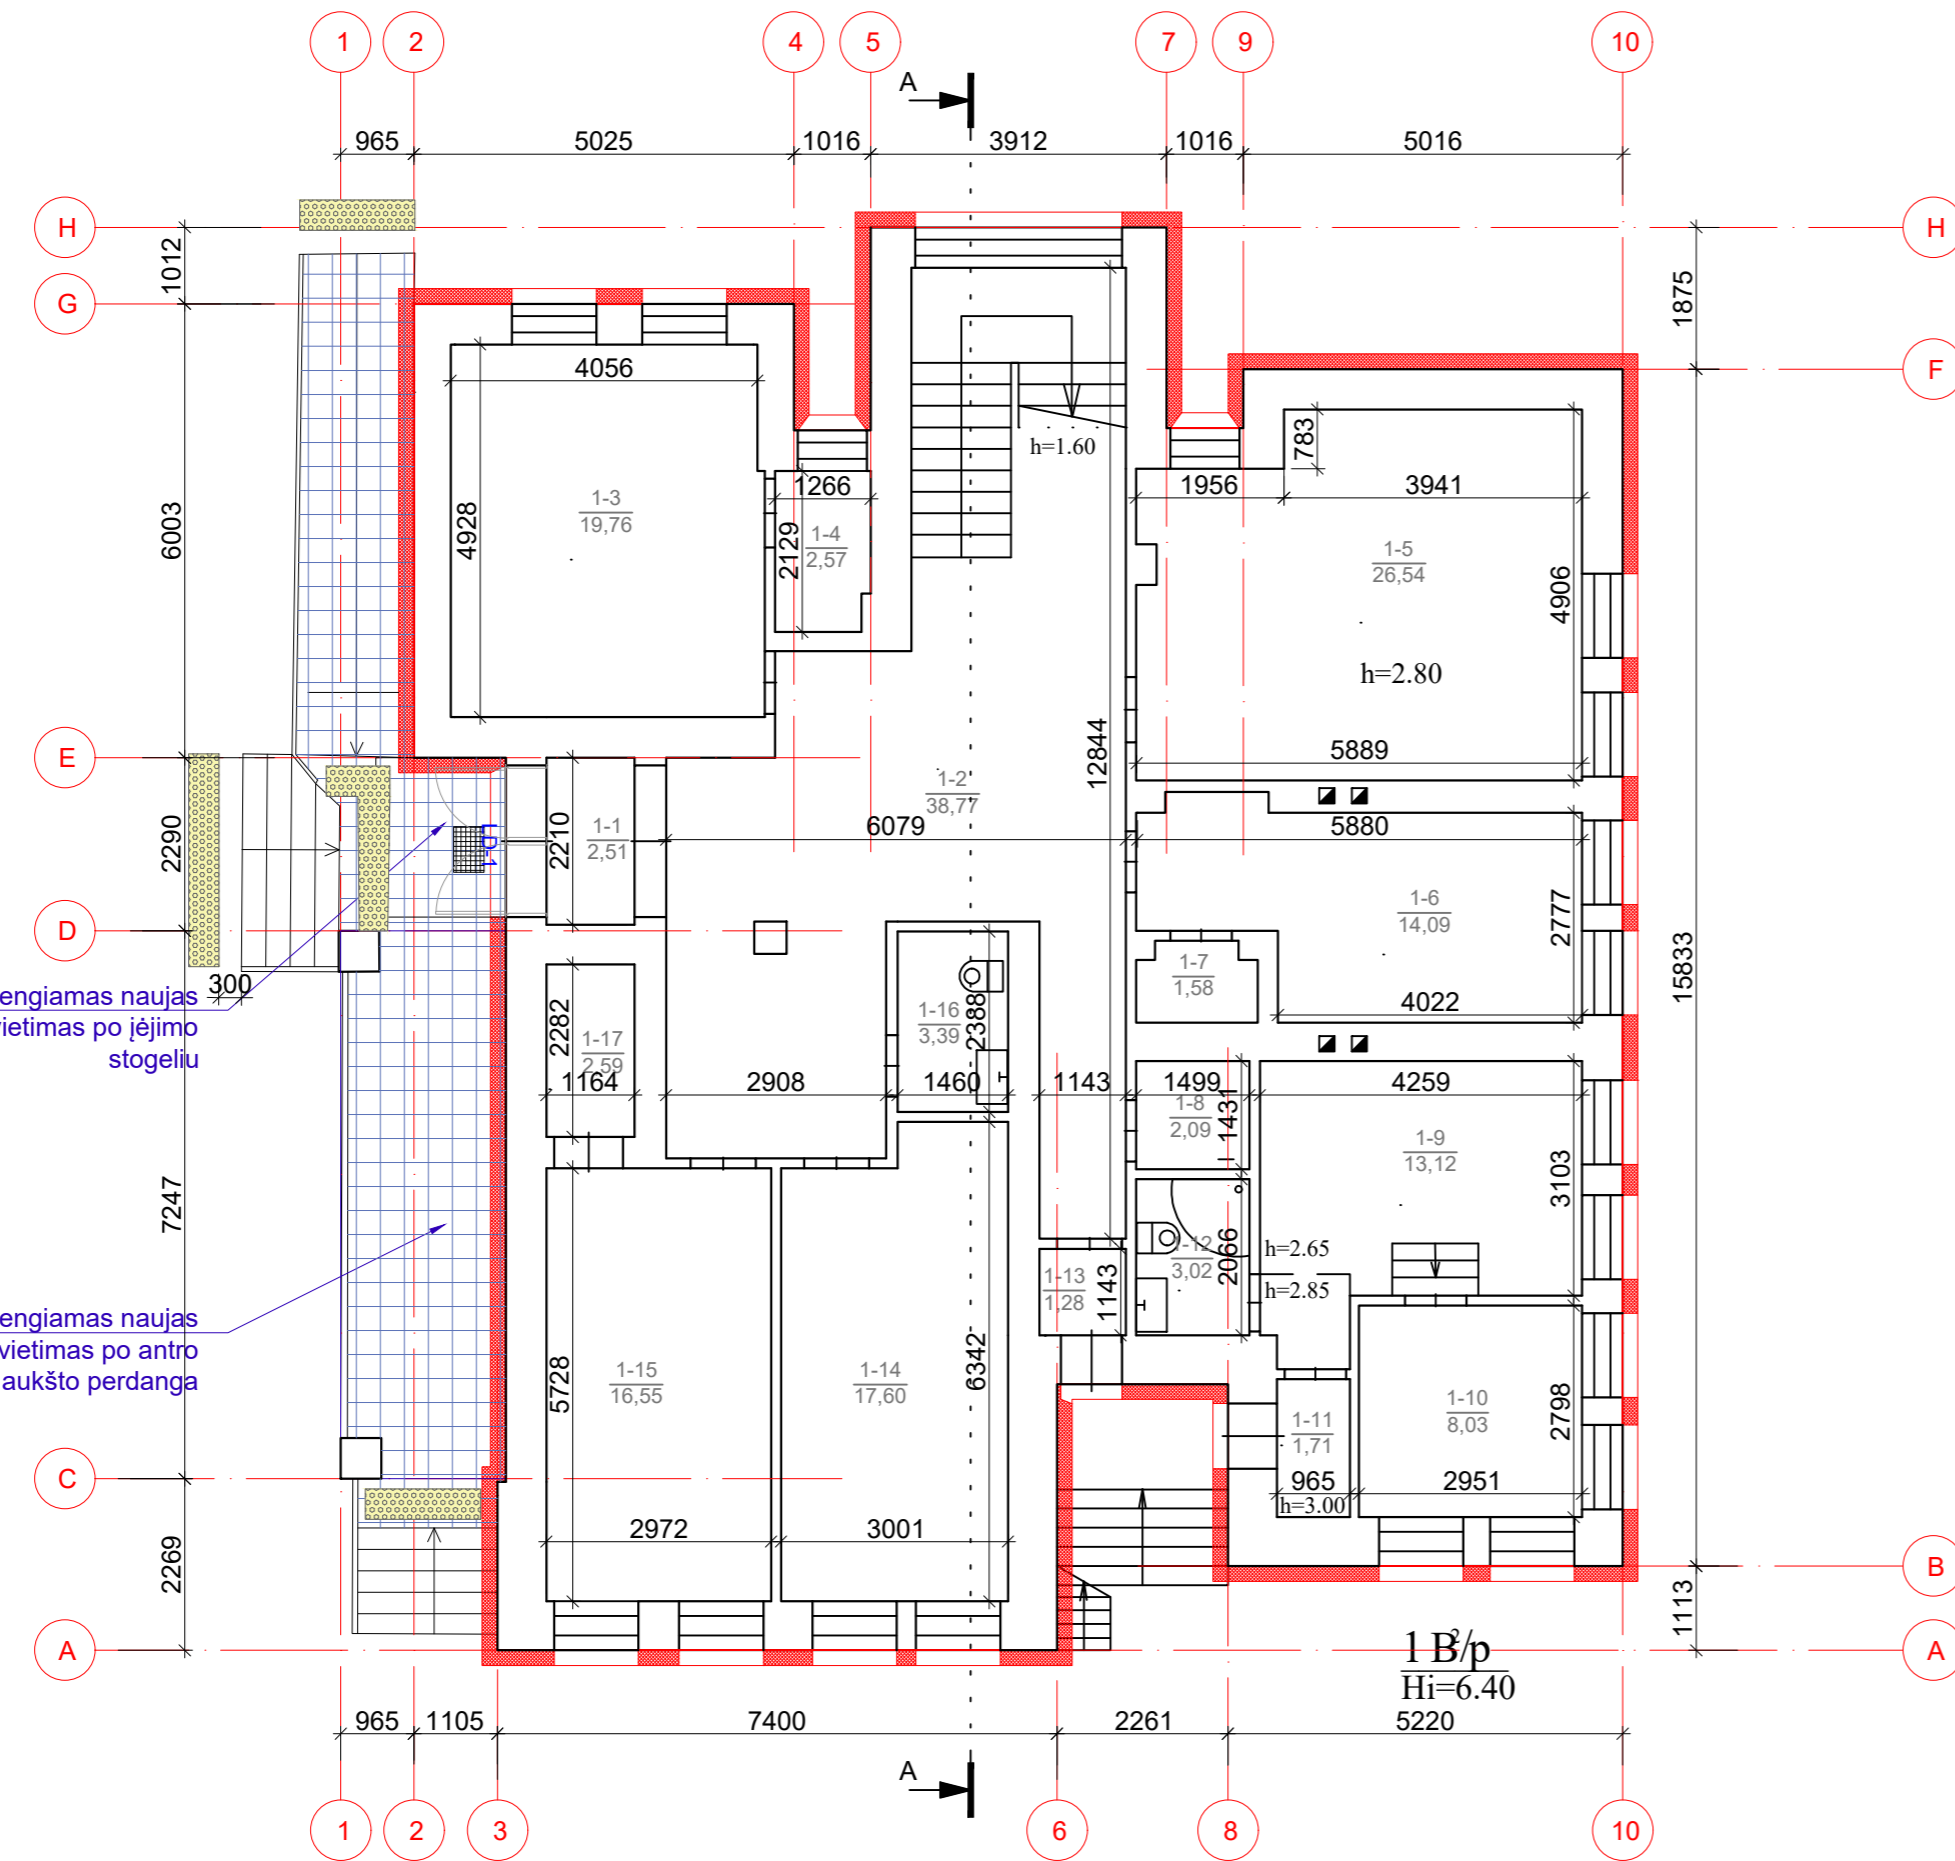 1 2 4 5 7 9 10
A
965 5025 1016 3912 1016 5016
H H
1012
1875
G
F
4056
h=1.60
783
1956 3941
1266
1-3
19,76
4928
2129
1-4
2,57
6003
1-5
26,54
4906
h=2.80
E
12844
5889
1-2
38,77
6079
5880
2290
2210
1-1
2,51
LD-1
1-6
14,09
2777
D
1-7
1,58
15833
300
engiamas naujas
vietimas po įėjimo
stogeliu
4022
2282
1-17
2,59
1-16
3,39
2388
1164 2908 1460 1143 1499 4259
1-8
2,09
1431
1-9
13,12
3103
7247
1-12
3,02
2066
h=2.65
h=2.85
1-13
1,28
1143
engiamas naujas
vietimas po antro
aukšto perdanga
5728
1-15
16,55
1-14
17,60
6342
1-11
1,71
1-10
8,03
2798
C
965 2951
h=3.00
2972 3001
2269
B
1113
A A
1 B²/p
Hi=6.40
965 1105 7400 2261 5220
A
1 2 3 6 8 10